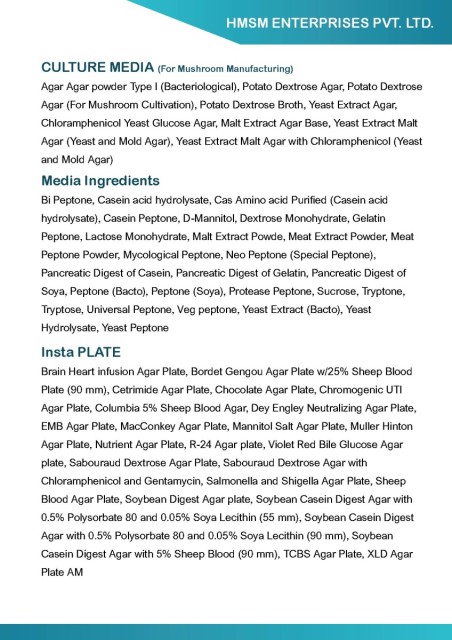 HMSM ENTERPRISES PVT. LTD.
CULTURE MEDIA (For Mushroom Manufacturing)
Agar Agar powder Type I (Bacteriological), Potato Dextrose Agar, Potato Dextrose
Agar (For Mushroom Cultivation), Potato Dextrose Broth, Yeast Extract Agar,
Chloramphenicol Yeast Glucose Agar, Malt Extract Agar Base, Yeast Extract Malt
Agar (Yeast and Mold Agar), Yeast Extract Malt Agar with Chloramphenicol (Yeast
and Mold Agar)
Media Ingredients
Bi Peptone, Casein acid hydrolysate, Cas Amino acid Purified (Casein acid
hydrolysate), Casein Peptone, D-Mannitol, Dextrose Monohydrate, Gelatin
Peptone, Lactose Monohydrate, Malt Extract Powde, Meat Extract Powder, Meat
Peptone Powder, Mycological Peptone, Neo Peptone (Special Peptone),
Pancreatic Digest of Casein, Pancreatic Digest of Gelatin, Pancreatic Digest of
Soya, Peptone (Bacto), Peptone (Soya), Protease Peptone, Sucrose, Tryptone,
Tryptose, Universal Peptone, Veg peptone, Yeast Extract (Bacto), Yeast
Hydrolysate, Yeast Peptone
Insta PLATE
Brain Heart infusion Agar Plate, Bordet Gengou Agar Plate w/25% Sheep Blood
Plate (90 mm), Cetrimide Agar Plate, Chocolate Agar Plate, Chromogenic UTI
Agar Plate, Columbia 5% Sheep Blood Agar, Dey Engley Neutralizing Agar Plate,
EMB Agar Plate, MacConkey Agar Plate, Mannitol Salt Agar Plate, Muller Hinton
Agar Plate, Nutrient Agar Plate, R-24 Agar plate, Violet Red Bile Glucose Agar
plate, Sabouraud Dextrose Agar Plate, Sabouraud Dextrose Agar with
Chloramphenicol and Gentamycin, Salmonella and Shigella Agar Plate, Sheep
Blood Agar Plate, Soybean Digest Agar plate, Soybean Casein Digest Agar with
0.5% Polysorbate 80 and 0.05% Soya Lecithin (55 mm), Soybean Casein Digest
Agar with 0.5% Polysorbate 80 and 0.05% Soya Lecithin (90 mm), Soybean
Casein Digest Agar with 5% Sheep Blood (90 mm), TCBS Agar Plate, XLD Agar
Plate AM